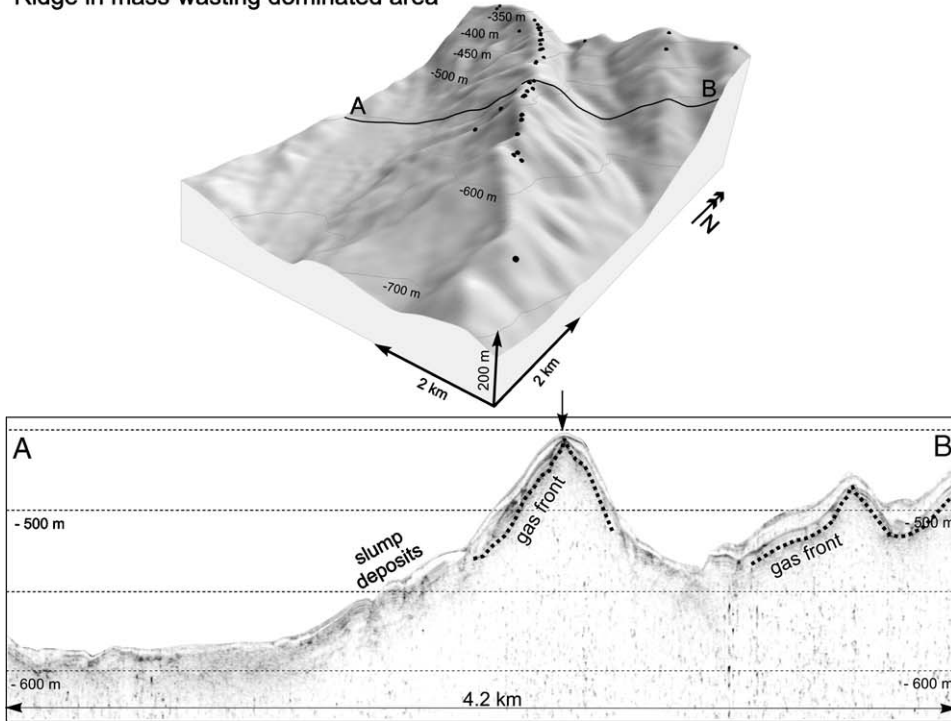 Ridge in mass wasting dominated area
-350 m
-400 m
-450 m
-500 m
A
B
-600 m
N
-700 m
200 m
2 km
2 km
A
B
- 500 m
- 500 m
gas front
slump
deposits
gas front
- 600 m
- 600 m
4.2 km